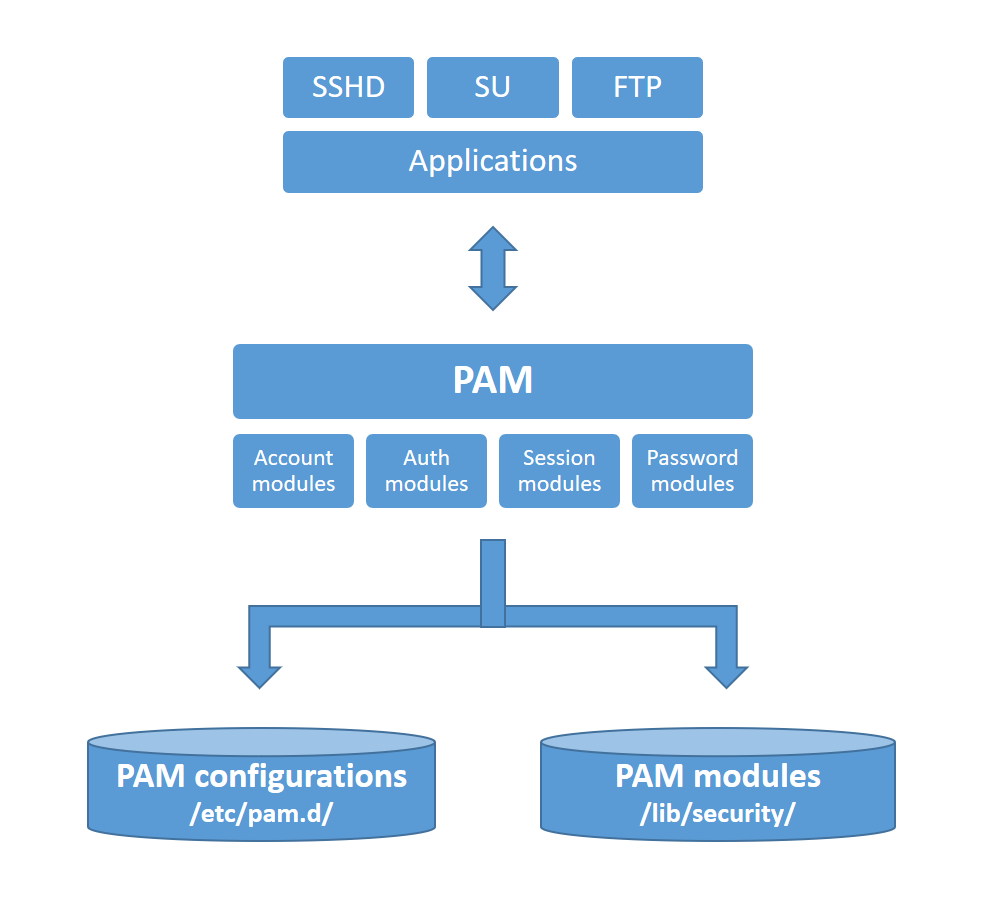 SSHD
SU
FTP
Applications
PAM
Account
modules
Auth
modules
Session
modules
Password
modules
PAM configurations
/etc/pam.d/
PAM modules
/lib/security/